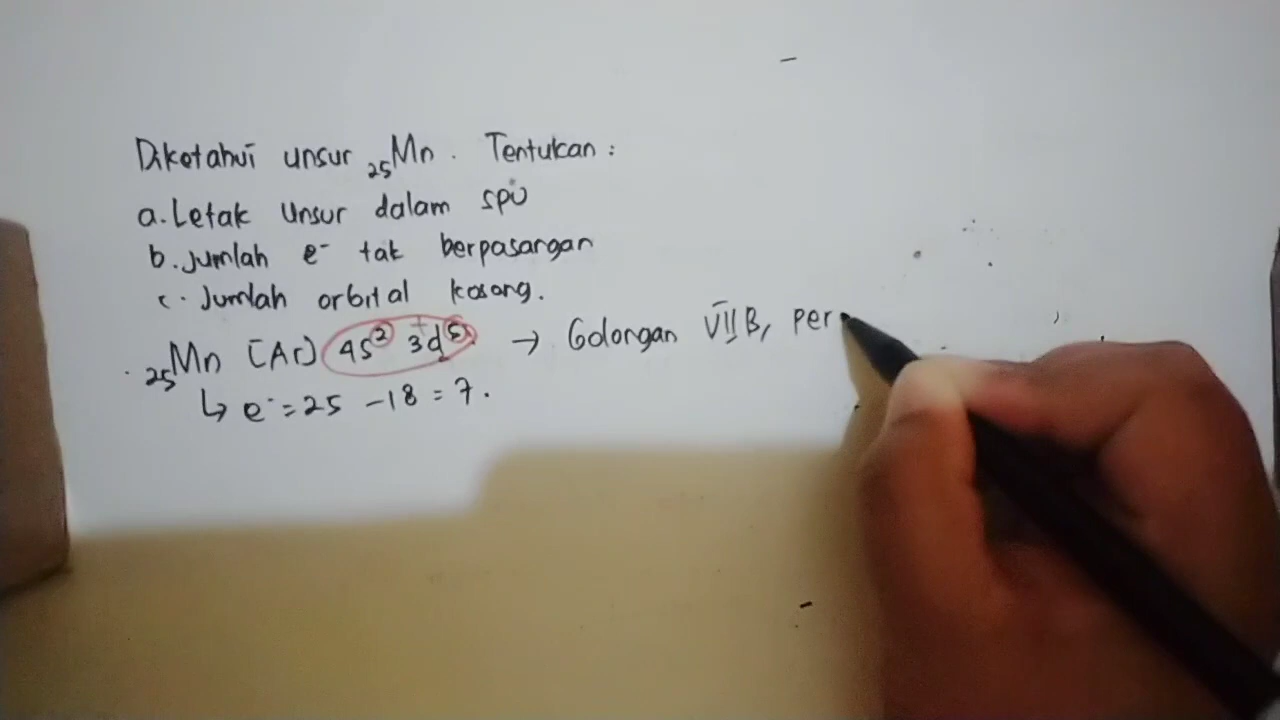 Diketahui unsur ₂₅Mn. Tentukan :
a. Letak Unsur dalam SPU
b. Jumlah e⁻ tak berpasangan
c. Jumlah orbital kosong.
₂₅Mn [Ar] 4s² 3d⁵ → Golongan VIIB, per
↳ e⁻ = 25 - 18 = 7.